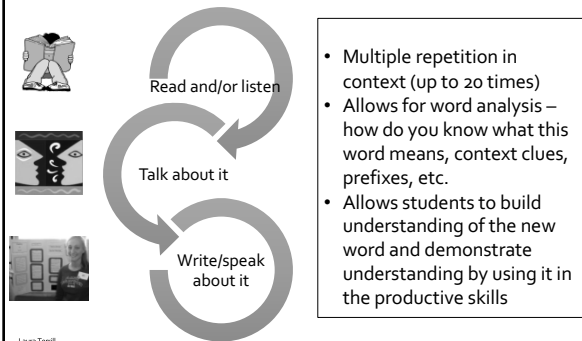 Read and/or listen
Talk about it
Write/speak
about it
• Multiple repetition in
context (up to 20 times)
• Allows for word analysis –
how do you know what this
word means, context clues,
prefixes, etc.
• Allows students to build
understanding of the new
word and demonstrate
understanding by using it in
the productive skills
Laura